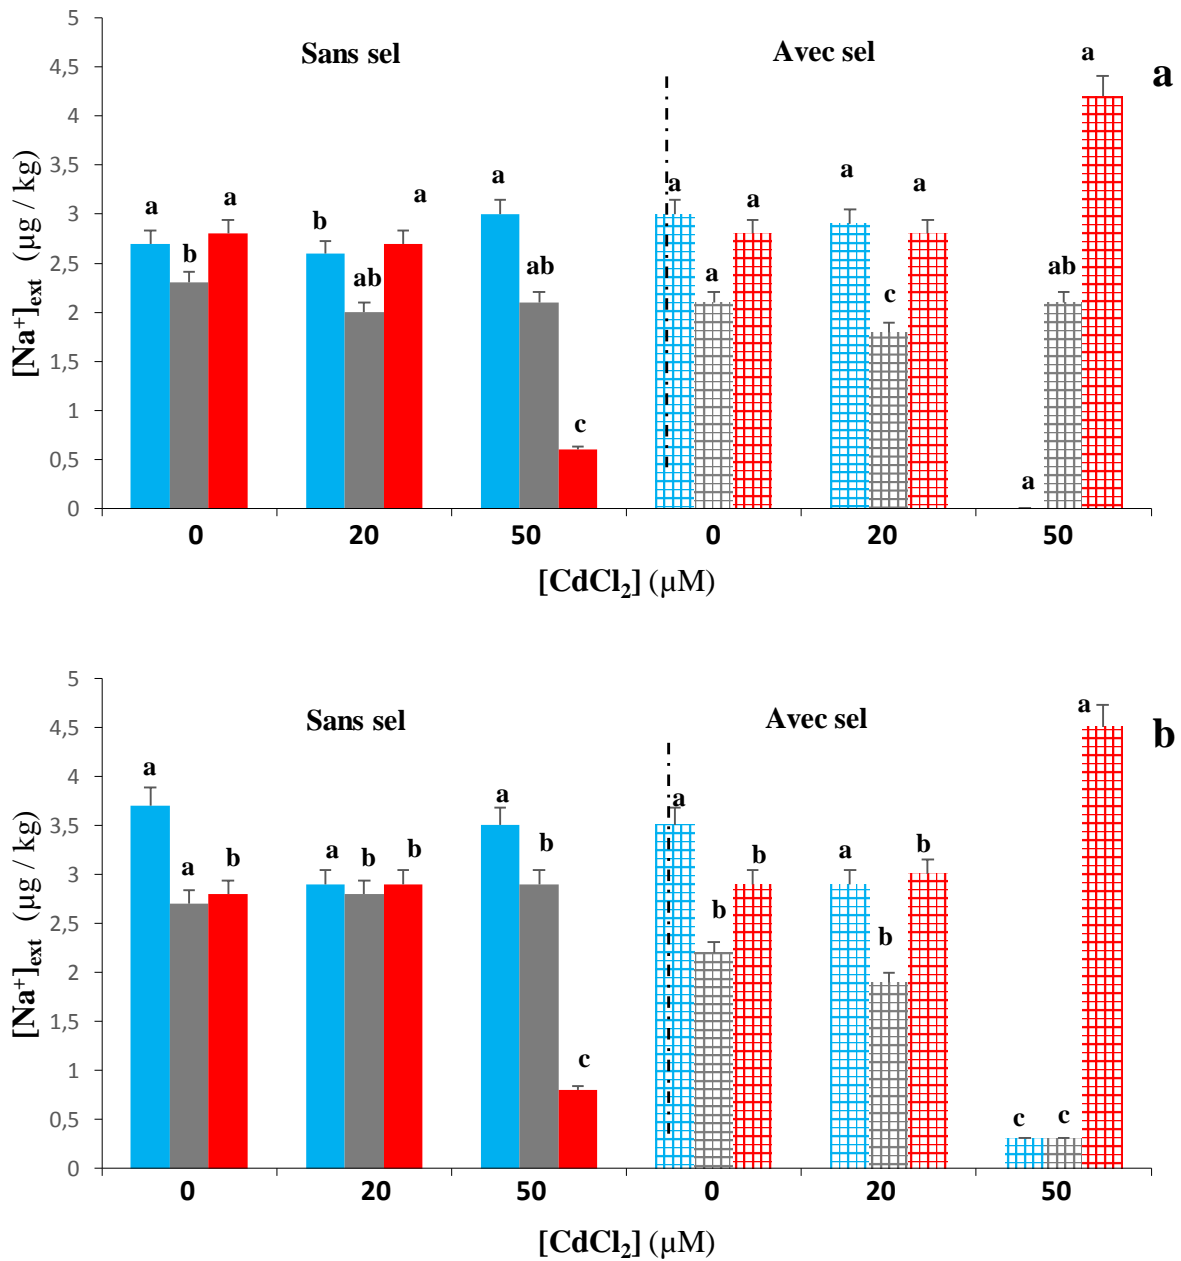 5
4,5
4
3,5
3
2,5
2
1,5
1
0,5
0
[Na⁺]ext (µg / kg)
Sans sel
Avec sel
a
a b a
b ab a
a ab c
a a a
a c a
a ab a
0 20 50 0 20 50
[CdCl₂] (µM)
5
4,5
4
3,5
3
2,5
2
1,5
1
0,5
0
[Na⁺]ext (µg / kg)
Sans sel
Avec sel
b
a a b
a b b
a b c
a b b
a b b
c c a
0 20 50 0 20 50
[CdCl₂] (µM)